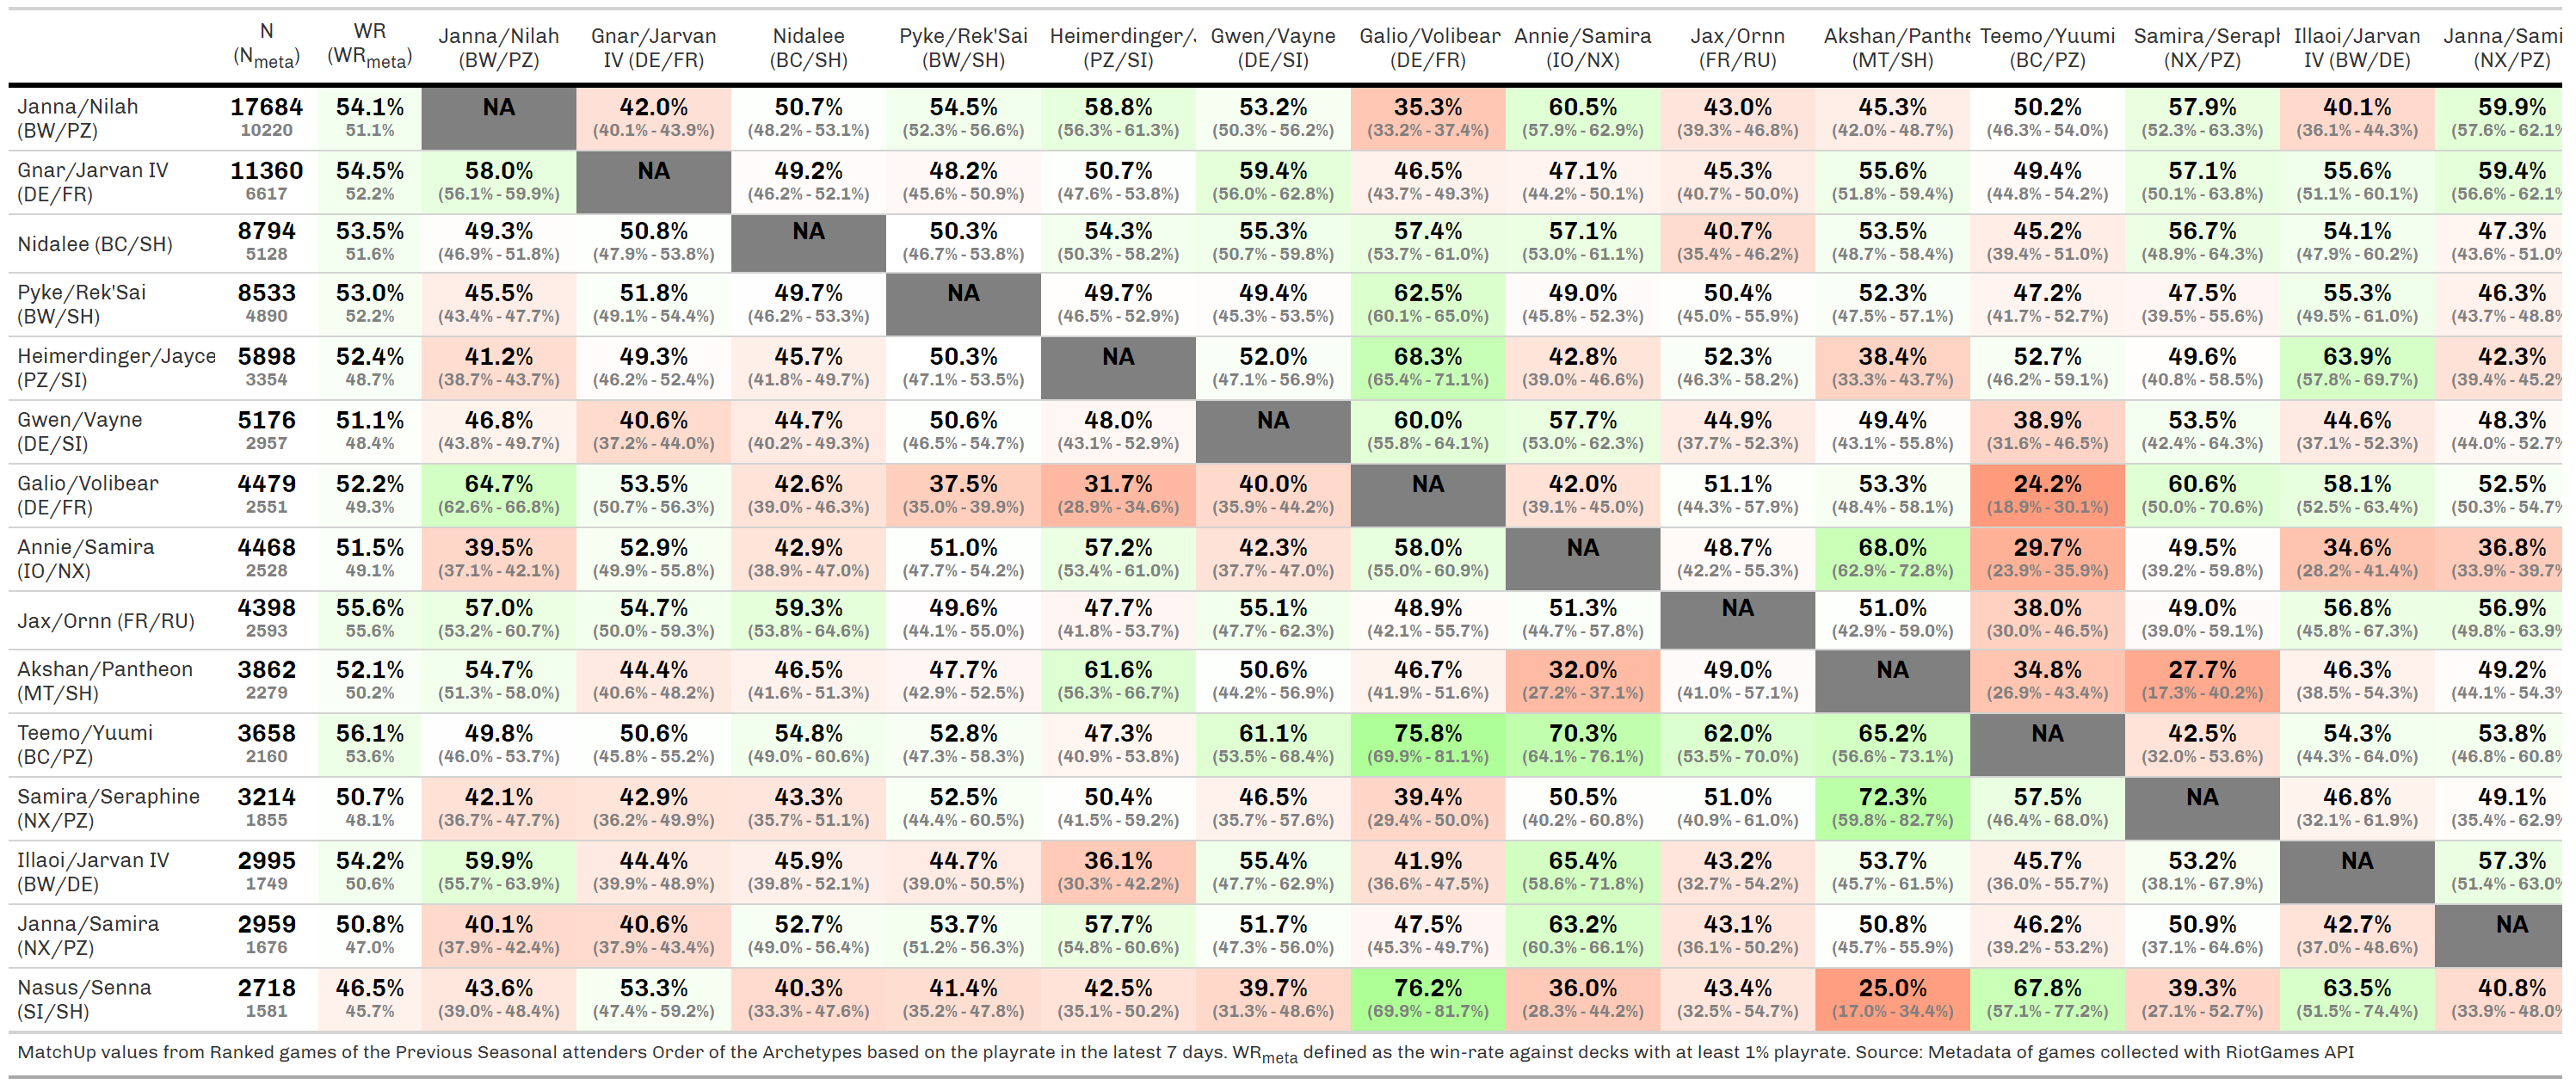 N WR Janna/Nilah Gnar/Jarvan Nidalee Pyke/Rek'Sai Heimerdinger/J Gwen/Vayne Galio/Volibear Annie/Samira Jax/Ornn Akshan/Panthe Teemo/Yuumi Samira/Seraph Illaoi/Jarvan Janna/Sami
(Nmeta) (WRmeta) (BW/PZ) IV (DE/FR) (BC/SH) (BW/SH) (PZ/SI) (DE/SI) (DE/FR) (IO/NX) (FR/RU) (MT/SH) (BC/PZ) (NX/PZ) IV (BW/DE) (NX/PZ)
Janna/Nilah 17684 54.1% NA 42.0% 50.7% 54.5% 58.8% 53.2% 35.3% 60.5% 43.0% 45.3% 50.2% 57.9% 40.1% 59.9%
(BW/PZ) 10220 51.1% (40.1% - 43.9%) (48.2% - 53.1%) (52.3% - 56.6%) (56.3% - 61.3%) (50.3% - 56.2%) (33.2% - 37.4%) (57.9% - 62.9%) (39.3% - 46.8%) (42.0% - 48.7%) (46.3% - 54.0%) (52.3% - 63.3%) (36.1% - 44.3%) (57.6% - 62.1%
Gnar/Jarvan IV 11360 54.5% 58.0% NA 49.2% 48.2% 50.7% 59.4% 46.5% 47.1% 45.3% 55.6% 49.4% 57.1% 55.6% 59.4%
(DE/FR) 6617 52.2% (56.1% - 59.9%) (46.2% - 52.1%) (45.6% - 50.9%) (47.6% - 53.8%) (56.0% - 62.8%) (43.7% - 49.3%) (44.2% - 50.1%) (40.7% - 50.0%) (51.8% - 59.4%) (44.8% - 54.2%) (50.1% - 63.8%) (51.1% - 60.1%) (56.6% - 62.1%
Nidalee (BC/SH) 8794 53.5% 49.3% 50.8% NA 50.3% 54.3% 55.3% 57.4% 57.1% 40.7% 53.5% 45.2% 56.7% 54.1% 47.3%
5128 51.6% (46.9% - 51.8%) (47.9% - 53.8%) (46.7% - 53.8%) (50.3% - 58.2%) (50.7% - 59.8%) (53.7% - 61.0%) (53.0% - 61.1%) (35.4% - 46.2%) (48.7% - 58.4%) (39.4% - 51.0%) (48.9% - 64.3%) (47.9% - 60.2%) (43.6% - 51.0%
Pyke/Rek'Sai 8533 53.0% 45.5% 51.8% 49.7% NA 49.7% 49.4% 62.5% 49.0% 50.4% 52.3% 47.2% 47.5% 55.3% 46.3%
(BW/SH) 4890 52.2% (43.4% - 47.7%) (49.1% - 54.4%) (46.2% - 53.3%) (46.5% - 52.9%) (45.3% - 53.5%) (60.1% - 65.0%) (45.8% - 52.3%) (45.0% - 55.9%) (47.5% - 57.1%) (41.7% - 52.7%) (39.5% - 55.6%) (49.5% - 61.0%) (43.7% - 48.8%
Heimerdinger/Jayce 5898 52.4% 41.2% 49.3% 45.7% 50.3% NA 52.0% 68.3% 42.8% 52.3% 38.4% 52.7% 49.6% 63.9% 42.3%
(PZ/SI) 3354 48.7% (38.7% - 43.7%) (46.2% - 52.4%) (41.8% - 49.7%) (47.1% - 53.5%) (47.1% - 56.9%) (65.4% - 71.1%) (39.0% - 46.6%) (46.3% - 58.2%) (33.3% - 43.7%) (46.2% - 59.1%) (40.8% - 58.5%) (57.8% - 69.7%) (39.4% - 45.2%
Gwen/Vayne 5176 51.1% 46.8% 40.6% 44.7% 50.6% 48.0% NA 60.0% 57.7% 44.9% 49.4% 38.9% 53.5% 44.6% 48.3%
(DE/SI) 2957 48.4% (43.8% - 49.7%) (37.2% - 44.0%) (40.2% - 49.3%) (46.5% - 54.7%) (43.1% - 52.9%) (55.8% - 64.1%) (53.0% - 62.3%) (37.7% - 52.3%) (43.1% - 55.8%) (31.6% - 46.5%) (42.4% - 64.3%) (37.1% - 52.3%) (44.0% - 52.7%
Galio/Volibear 4479 52.2% 64.7% 53.5% 42.6% 37.5% 31.7% 40.0% NA 42.0% 51.1% 53.3% 24.2% 60.6% 58.1% 52.5%
(DE/FR) 2551 49.3% (62.6% - 66.8%) (50.7% - 56.3%) (39.0% - 46.3%) (35.0% - 39.9%) (28.9% - 34.6%) (35.9% - 44.2%) (39.1% - 45.0%) (44.3% - 57.9%) (48.4% - 58.1%) (18.9% - 30.1%) (50.0% - 70.6%) (52.5% - 63.4%) (50.3% - 54.7%
Annie/Samira 4468 51.5% 39.5% 52.9% 42.9% 51.0% 57.2% 42.3% 58.0% NA 48.7% 68.0% 29.7% 49.5% 34.6% 36.8%
(IO/NX) 2528 49.1% (37.1% - 42.1%) (49.9% - 55.8%) (38.9% - 47.0%) (47.7% - 54.2%) (53.4% - 61.0%) (37.7% - 47.0%) (55.0% - 60.9%) (42.2% - 55.3%) (62.9% - 72.8%) (23.9% - 35.9%) (39.2% - 59.8%) (28.2% - 41.4%) (33.9% - 39.7%
Jax/Ornn (FR/RU) 4398 55.6% 57.0% 54.7% 59.3% 49.6% 47.7% 55.1% 48.9% 51.3% NA 51.0% 38.0% 49.0% 56.8% 56.9%
2593 55.6% (53.2% - 60.7%) (50.0% - 59.3%) (53.8% - 64.6%) (44.1% - 55.0%) (41.8% - 53.7%) (47.7% - 62.3%) (42.1% - 55.7%) (44.7% - 57.8%) (42.9% - 59.0%) (30.0% - 46.5%) (39.0% - 59.1%) (45.8% - 67.3%) (49.8% - 63.9%
Akshan/Pantheon 3862 52.1% 54.7% 44.4% 46.5% 47.7% 61.6% 50.6% 46.7% 32.0% 49.0% NA 34.8% 27.7% 46.3% 49.2%
(MT/SH) 2279 50.2% (51.3% - 58.0%) (40.6% - 48.2%) (41.6% - 51.3%) (42.9% - 52.5%) (56.3% - 66.7%) (44.2% - 56.9%) (41.9% - 51.6%) (27.2% - 37.1%) (41.0% - 57.1%) (26.9% - 43.4%) (17.3% - 40.2%) (38.5% - 54.3%) (44.1% - 54.3%
Teemo/Yuumi 3658 56.1% 49.8% 50.6% 54.8% 52.8% 47.3% 61.1% 75.8% 70.3% 62.0% 65.2% NA 42.5% 54.3% 53.8%
(BC/PZ) 2160 53.6% (46.0% - 53.7%) (45.8% - 55.2%) (49.0% - 60.6%) (47.3% - 58.3%) (40.9% - 53.8%) (53.5% - 68.4%) (69.9% - 81.1%) (64.1% - 76.1%) (53.5% - 70.0%) (56.6% - 73.1%) (32.0% - 53.6%) (44.3% - 64.0%) (46.8% - 60.8%
Samira/Seraphine 3214 50.7% 42.1% 42.9% 43.3% 52.5% 50.4% 46.5% 39.4% 50.5% 51.0% 72.3% 57.5% NA 46.8% 49.1%
(NX/PZ) 1855 48.1% (36.7% - 47.7%) (36.2% - 49.9%) (35.7% - 51.1%) (44.4% - 60.5%) (41.5% - 59.2%) (35.7% - 57.6%) (29.4% - 50.0%) (40.2% - 60.8%) (40.9% - 61.0%) (59.8% - 82.7%) (46.4% - 68.0%) (32.1% - 61.9%) (35.4% - 62.9%
Illaoi/Jarvan IV 2995 54.2% 59.9% 44.4% 45.9% 44.7% 36.1% 55.4% 41.9% 65.4% 43.2% 53.7% 45.7% 53.2% NA 57.3%
(BW/DE) 1749 50.6% (55.7% - 63.9%) (39.9% - 48.9%) (39.8% - 52.1%) (39.0% - 50.5%) (30.3% - 42.2%) (47.7% - 62.9%) (36.6% - 47.5%) (58.6% - 71.8%) (32.7% - 54.2%) (45.7% - 61.5%) (36.0% - 55.7%) (38.1% - 67.9%) (51.4% - 63.0%
Janna/Samira 2959 50.8% 40.1% 40.6% 52.7% 53.7% 57.7% 51.7% 47.5% 63.2% 43.1% 50.8% 46.2% 50.9% 42.7% NA
(NX/PZ) 1676 47.0% (37.9% - 42.4%) (37.9% - 43.4%) (49.0% - 56.4%) (51.2% - 56.3%) (54.8% - 60.6%) (47.3% - 56.0%) (45.3% - 49.7%) (60.3% - 66.1%) (36.1% - 50.2%) (45.7% - 55.9%) (39.2% - 53.2%) (37.1% - 64.6%) (37.0% - 48.6%)
Nasus/Senna 2718 46.5% 43.6% 53.3% 40.3% 41.4% 42.5% 39.7% 76.2% 36.0% 43.4% 25.0% 67.8% 39.3% 63.5% 40.8%
(SI/SH) 1581 45.7% (39.0% - 48.4%) (47.4% - 59.2%) (33.3% - 47.6%) (35.2% - 47.8%) (35.1% - 50.2%) (31.3% - 48.6%) (69.9% - 81.7%) (28.3% - 44.2%) (32.5% - 54.7%) (17.0% - 34.4%) (57.1% - 77.2%) (27.1% - 52.7%) (51.5% - 74.4%) (33.9% - 48.0%
MatchUp values from Ranked games of the Previous Seasonal attenders Order of the Archetypes based on the playrate in the latest 7 days. WRmeta defined as the win-rate against decks with at least 1% playrate. Source: Metadata of games collected with RiotGames API